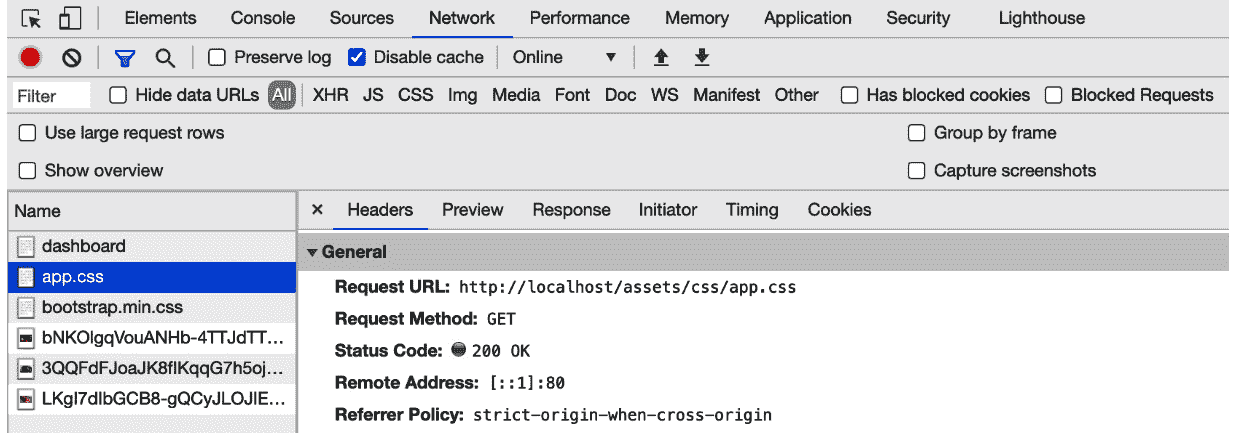 Elements Console Sources Network Performance Memory Application Security Lighthouse
Preserve log Disable cache Online
Filter Hide data URLs All XHR JS CSS Img Media Font Doc WS Manifest Other Has blocked cookies Blocked Requests
Use large request rows Group by frame
Show overview Capture screenshots
Name × Headers Preview Response Initiator Timing Cookies
dashboard
General
app.css
Request URL: http://localhost/assets/css/app.css
bootstrap.min.css
Request Method: GET
bNKOlgqVouANHb-4TTJdTT...
Status Code: 200 OK
3QQFdFJoaJK8flKqqG7h5oj...
Remote Address: [::1]:80
LKgI7dIbGCB8-gQCyJLOJIE...
Referrer Policy: strict-origin-when-cross-origin